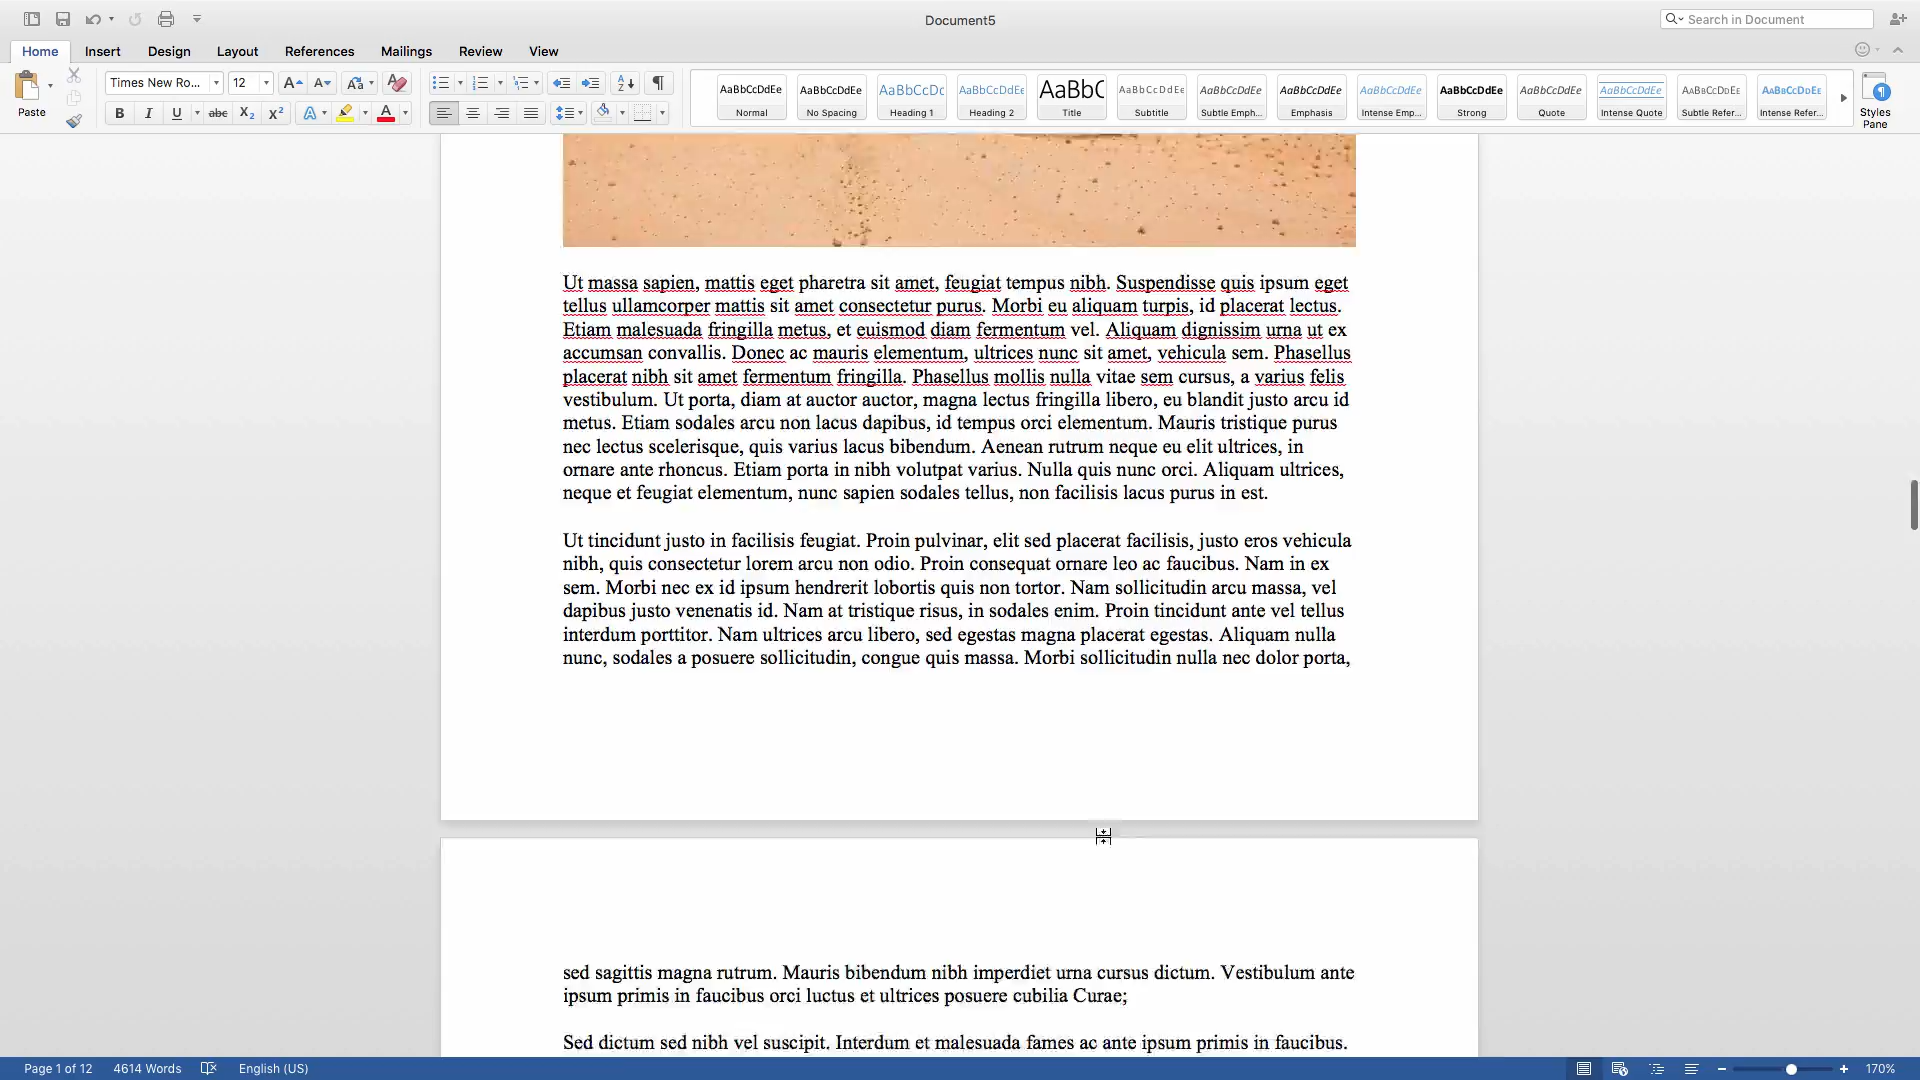 Document5
Search in Document
Home Insert Design Layout References Mailings Review View
Paste
Times New Ro... 12
B I U abc X₂ X² A A
AaBbCcDdEe AaBbCcDdEe AaBbCcDc AaBbCcDdE AaBbC AaBbCcDdEe AaBbCcDdEe AaBbCcDdEe AaBbCcDdEe AaBbCcDdEe AaBbCcDdEe AaBbCcDdEe AaBbCcDdEe AaBbCcDdEe
Normal No Spacing Heading 1 Heading 2 Title Subtitle Subtle Emph... Emphasis Intense Emp... Strong Quote Intense Quote Subtle Refer... Intense Refer...
Styles
Pane
Ut massa sapien, mattis eget pharetra sit amet, feugiat tempus nibh. Suspendisse quis ipsum eget
tellus ullamcorper mattis sit amet consectetur purus. Morbi eu aliquam turpis, id placerat lectus.
Etiam malesuada fringilla metus, et euismod diam fermentum vel. Aliquam dignissim urna ut ex
accumsan convallis. Donec ac mauris elementum, ultrices nunc sit amet, vehicula sem. Phasellus
placerat nibh sit amet fermentum fringilla. Phasellus mollis nulla vitae sem cursus, a varius felis
vestibulum. Ut porta, diam at auctor auctor, magna lectus fringilla libero, eu blandit justo arcu id
metus. Etiam sodales arcu non lacus dapibus, id tempus orci elementum. Mauris tristique purus
nec lectus scelerisque, quis varius lacus bibendum. Aenean rutrum neque eu elit ultrices, in
ornare ante rhoncus. Etiam porta in nibh volutpat varius. Nulla quis nunc orci. Aliquam ultrices,
neque et feugiat elementum, nunc sapien sodales tellus, non facilisis lacus purus in est.
Ut tincidunt justo in facilisis feugiat. Proin pulvinar, elit sed placerat facilisis, justo eros vehicula
nibh, quis consectetur lorem arcu non odio. Proin consequat ornare leo ac faucibus. Nam in ex
sem. Morbi nec ex id ipsum hendrerit lobortis quis non tortor. Nam sollicitudin arcu massa, vel
dapibus justo venenatis id. Nam at tristique risus, in sodales enim. Proin tincidunt ante vel tellus
interdum porttitor. Nam ultrices arcu libero, sed egestas magna placerat egestas. Aliquam nulla
nunc, sodales a posuere sollicitudin, congue quis massa. Morbi sollicitudin nulla nec dolor porta,
sed sagittis magna rutrum. Mauris bibendum nibh imperdiet urna cursus dictum. Vestibulum ante
ipsum primis in faucibus orci luctus et ultrices posuere cubilia Curae;
Sed dictum sed nibh vel suscipit. Interdum et malesuada fames ac ante ipsum primis in faucibus.
Page 1 of 12 4614 Words English (US) 170%